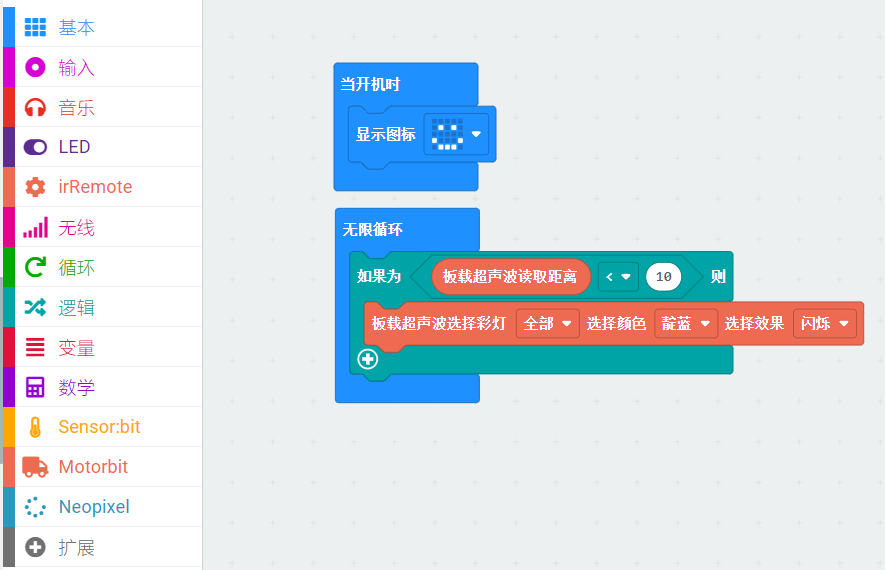 基本
输入
音乐
LED
irRemote
无线
循环
逻辑
变量
数学
Sensor:bit
Motorbit
Neopixel
扩展
当开机时
显示图标
无限循环
如果为 板载超声波读取距离 < 10 则
板载超声波选择彩灯 全部 选择颜色 靛蓝 选择效果 闪烁